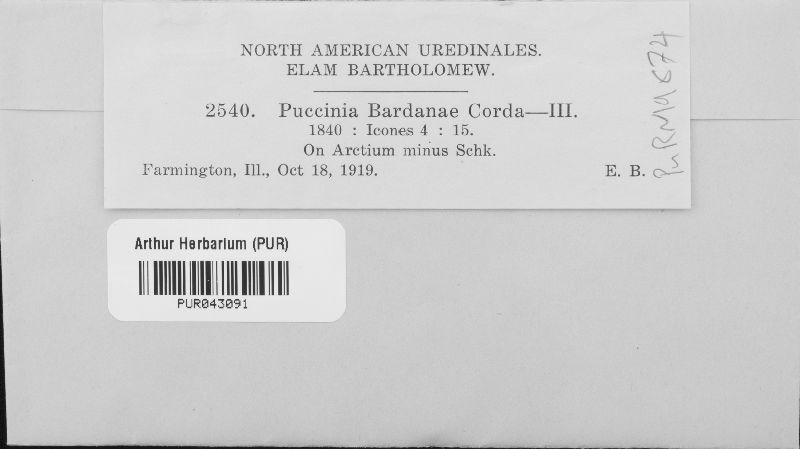 NORTH AMERICAN UREDINALES.
ELAM BARTHOLOMEW.
2540. Puccinia Bardanae Corda—III.
1840 : Icones 4 : 15.
On Arctium minus Schk.
Farmington, Ill., Oct 18, 1919. E. B.
Arthur Herbarium (PUR)
PUR043091